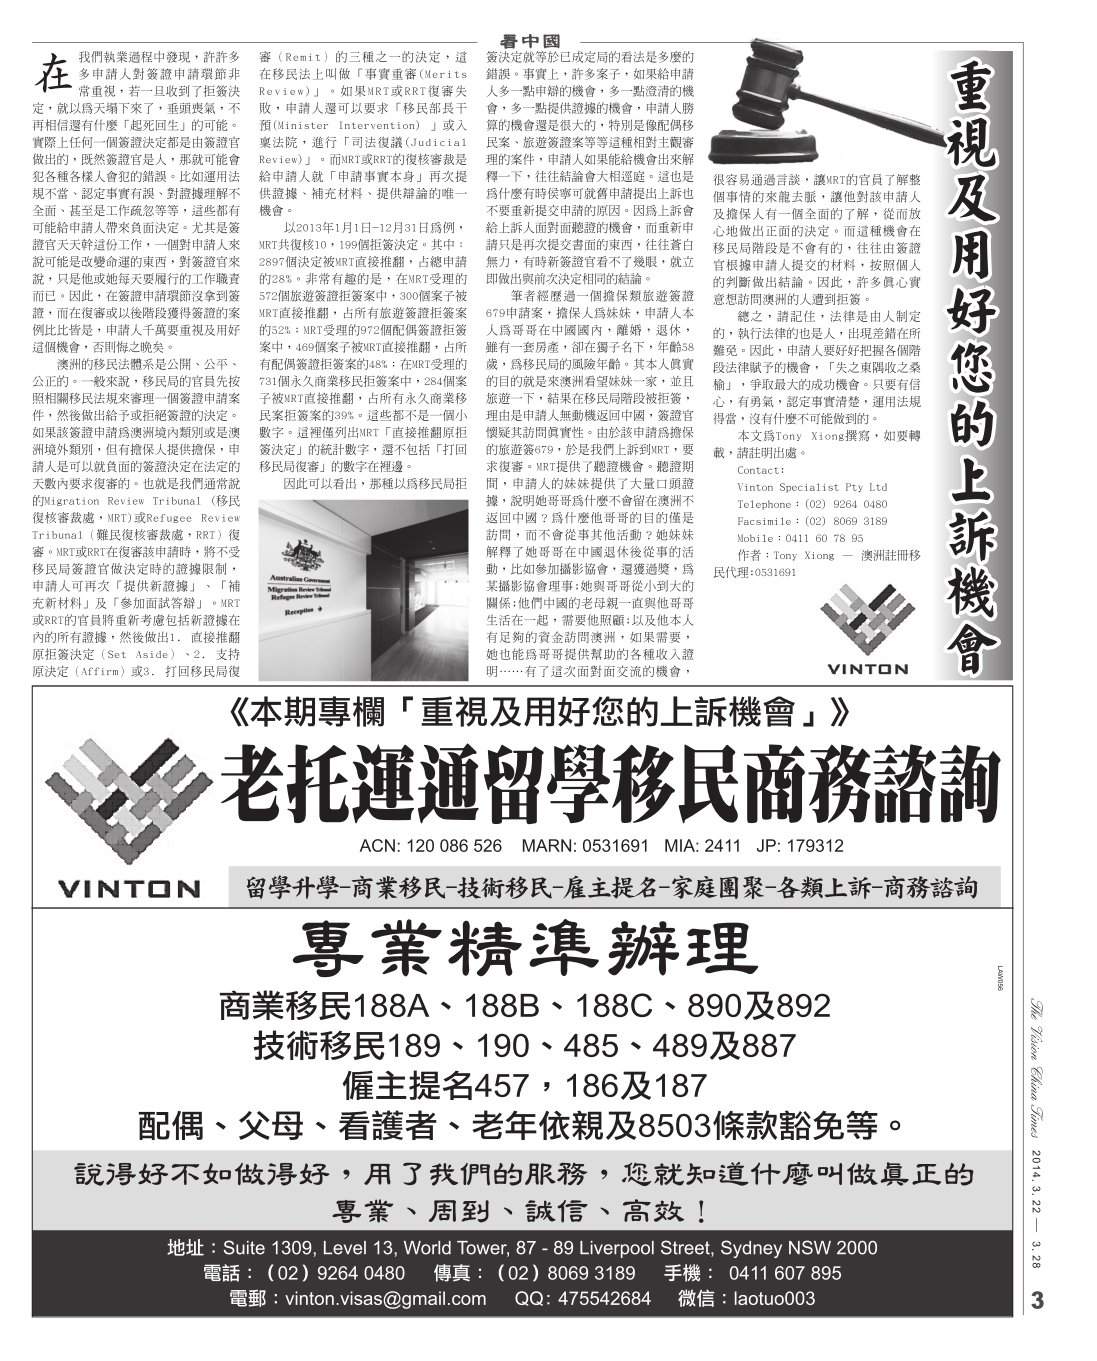 看中國
重視及用好您的上訴機會
在我們執業過程中發現,許許多
多申請人對簽證申請環節非
常重視,若一旦收到了拒簽決
定,就以爲天塌下來了,垂頭喪氣,不
再相信還有什麼「起死回生」的可能。
實際上任何一個簽證決定都是由簽證官
做出的,既然簽證官是人,那就可能會
犯各種各樣人會犯的錯誤。比如運用法
規不當、認定事實有誤、對證據理解不
全面、甚至是工作疏忽等等,這些都有
可能給申請人帶來負面決定。尤其是簽
證官天天幹這份工作,一個對申請人來
說可能是改變命運的東西,對簽證官來
說,只是他或她每天要履行的工作職責
而已。因此,在簽證申請環節沒拿到簽
證,而在復審或以後階段獲得簽證的案
例比比皆是,申請人千萬要重視及用好
這個機會,否則悔之晚矣。
澳洲的移民法體系是公開、公平、
公正的。一般來說,移民局的官員先按
照相關移民法規來審理一個簽證申請案
件,然後做出給予或拒絕簽證的決定。
如果該簽證申請爲澳洲境內類別或是澳
洲境外類別,但有擔保人提供擔保,申
請人是可以就負面的簽證決定在法定的
天數內要求復審的。也就是我們通常說
的Migration Review Tribunal (移民
復核審裁處,MRT)或Refugee Review
Tribunal(難民復核審裁處,RRT)復
審。MRT或RRT在復審該申請時,將不受
移民局簽證官做決定時的證據限制,
申請人可再次「提供新證據」、「補
充新材料」及「參加面試答辯」。MRT
或RRT的官員將重新考慮包括新證據在
內的所有證據,然後做出1. 直接推翻
原拒簽決定(Set Aside)、2. 支持
原決定(Affirm)或3. 打回移民局復
審(Remit)的三種之一的決定,這
在移民法上叫做「事實重審(Merits
Review)」。如果MRT或RRT復審失
敗,申請人還可以要求「移民部長干
預(Minister Intervention) 」或入
稟法院,進行「司法復議(Judicial
Review)」。而MRT或RRT的復核審裁是
給申請人就「申請事實本身」再次提
供證據、補充材料、提供辯論的唯一
機會。
以2013年1月1日-12月31日爲例,
MRT共復核10,199個拒簽決定。其中:
2897個決定被MRT直接推翻,占總申請
的28%。非常有趣的是,在MRT受理的
572個旅遊簽證拒簽案中,300個案子被
MRT直接推翻,占所有旅遊簽證拒簽案
的52%;MRT受理的972個配偶簽證拒簽
案中,469個案子被MRT直接推翻,占所
有配偶簽證拒簽案的48%;在MRT受理的
731個永久商業移民拒簽案中,284個案
子被MRT直接推翻,占所有永久商業移
民案拒簽案的39%。這些都不是一個小
數字。這裡僅列出MRT「直接推翻原拒
簽決定」的統計數字,還不包括「打回
移民局復審」的數字在裡邊。
因此可以看出,那種以爲移民局拒
Australian Government
Migration Review Tribunal
Refugee Review Tribunal
Reception
簽決定就等於已成定局的看法是多麼的
錯誤。事實上,許多案子,如果給申請
人多一點申辯的機會,多一點澄清的機
會,多一點提供證據的機會,申請人勝
算的機會還是很大的,特別是像配偶移
民案、旅遊簽證案等等這種相對主觀審
理的案件,申請人如果能給機會出來解
釋一下,往往結論會大相逕庭。這也是
爲什麼有時侯寧可就舊申請提出上訴也
不要重新提交申請的原因。因爲上訴會
給上訴人面對面聽證的機會,而重新申
請只是再次提交書面的東西,往往蒼白
無力,有時新簽證官看不了幾眼,就立
即做出與前次決定相同的結論。
筆者經歷過一個擔保類旅遊簽證
679申請案,擔保人爲妹妹,申請人本
人爲哥哥在中國國內,離婚,退休,
雖有一套房產,卻在獨子名下,年齡58
歲,爲移民局的風險年齡。其本人眞實
的目的就是來澳洲看望妹妹一家,並且
旅遊一下,結果在移民局階段被拒簽,
理由是申請人無動機返回中國,簽證官
懷疑其訪問眞實性。由於該申請爲擔保
的旅遊簽679,於是我們上訴到MRT,要
求復審。MRT提供了聽證機會。聽證期
間,申請人的妹妹提供了大量口頭證
據,說明她哥哥爲什麼不會留在澳洲不
返回中國?爲什麼他哥哥的目的僅是
訪問,而不會從事其他活動?她妹妹
解釋了她哥哥在中國退休後從事的活
動,比如參加攝影協會,還獲過獎,爲
某攝影協會理事;她與哥哥從小到大的
關係;他們中國的老母親一直與他哥哥
生活在一起,需要他照顧;以及他本人
有足夠的資金訪問澳洲,如果需要,
她也能爲哥哥提供幫助的各種收入證
明……有了這次面對面交流的機會,
很容易通過言談,讓MRT的官員了解整
個事情的來龍去脈,讓他對該申請人
及擔保人有一個全面的了解,從而放
心地做出正面的決定。而這種機會在
移民局階段是不會有的,往往由簽證
官根據申請人提交的材料,按照個人
的判斷做出結論。因此,許多眞心實
意想訪問澳洲的人遭到拒簽。
總之,請記住,法律是由人制定
的,執行法律的也是人,出現差錯在所
難免。因此,申請人要好好把握各個階
段法律賦予的機會,「失之東隅收之桑
榆」,爭取最大的成功機會。只要有信
心,有勇氣,認定事實清楚,運用法規
得當,沒有什麼不可能做到的。
本文爲Tony Xiong撰寫,如要轉
載,請註明出處。
Contact:
Vinton Specialist Pty Ltd
Telephone:(02) 9264 0480
Facsimile:(02) 8069 3189
Mobile:0411 60 78 95
作者:Tony Xiong — 澳洲註冊移
民代理:0531691
VINTON
《本期專欄「重視及用好您的上訴機會」》
老托運通留學移民商務諮詢
ACN: 120 086 526 MARN: 0531691 MIA: 2411 JP: 179312
VINTON
留學升學-商業移民-技術移民-雇主提名-家庭團聚-各類上訴-商務諮詢
專業精準辦理
LAW056
商業移民188A、188B、188C、890及892
技術移民189、190、485、489及887
僱主提名457,186及187
配偶、父母、看護者、老年依親及8503條款豁免等。
說得好不如做得好,用了我們的服務,您就知道什麼叫做眞正的
專業、周到、誠信、高效!
地址:Suite 1309, Level 13, World Tower, 87 - 89 Liverpool Street, Sydney NSW 2000
電話:(02)9264 0480 傳真:(02)8069 3189 手機: 0411 607 895
電郵:vinton.visas@gmail.com QQ: 475542684 微信:laotuo003
The Vision China Times 2014. 3. 22 — 3. 28
3